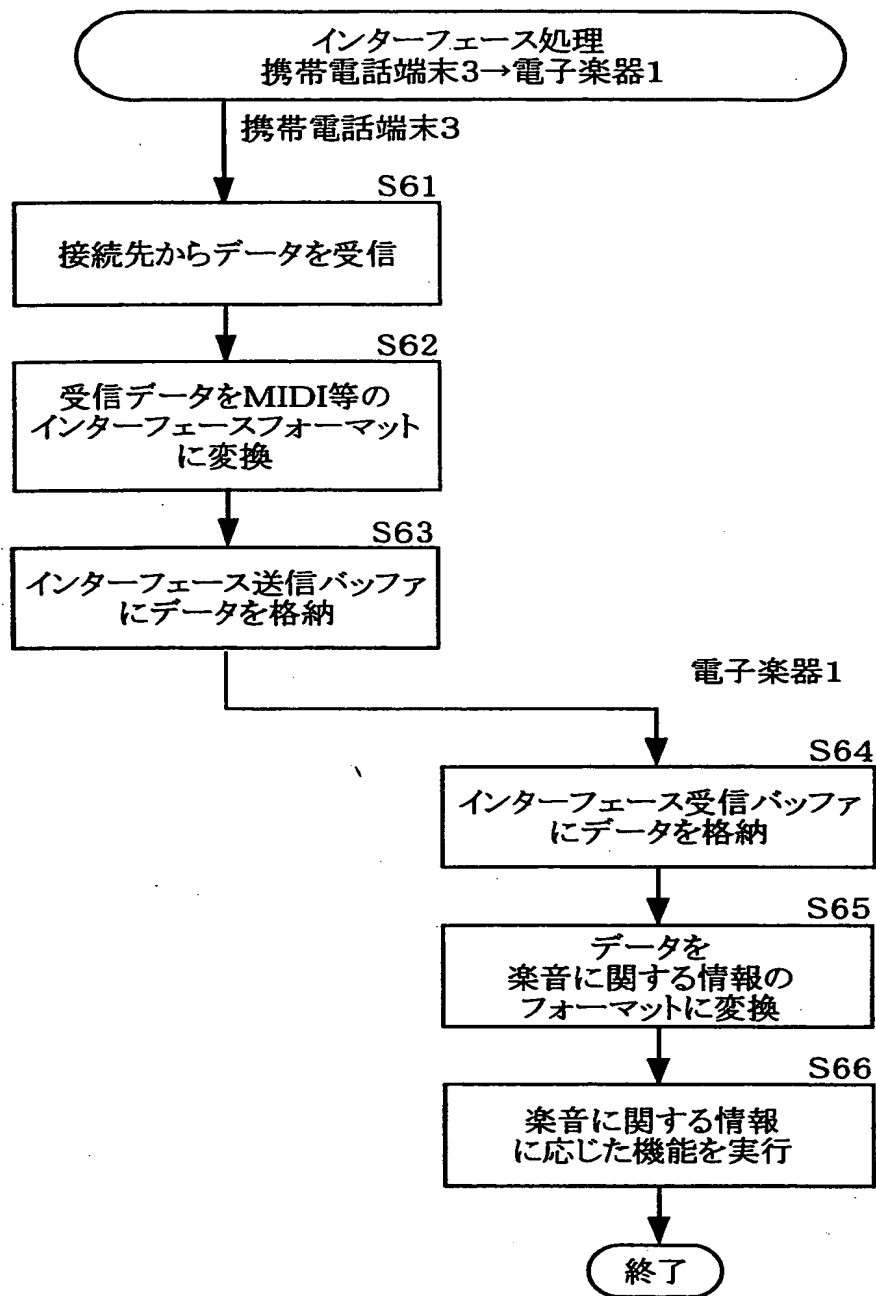 インターフェース処理
携帯電話端末3→電子楽器1
携帯電話端末3
S61
接続先からデータを受信
S62
受信データをMIDI等の
インターフェースフォーマット
に変換
S63
インターフェース送信バッファ
にデータを格納
電子楽器1
S64
インターフェース受信バッファ
にデータを格納
S65
データを
楽音に関する情報の
フォーマットに変換
S66
楽音に関する情報
に応じた機能を実行
終了